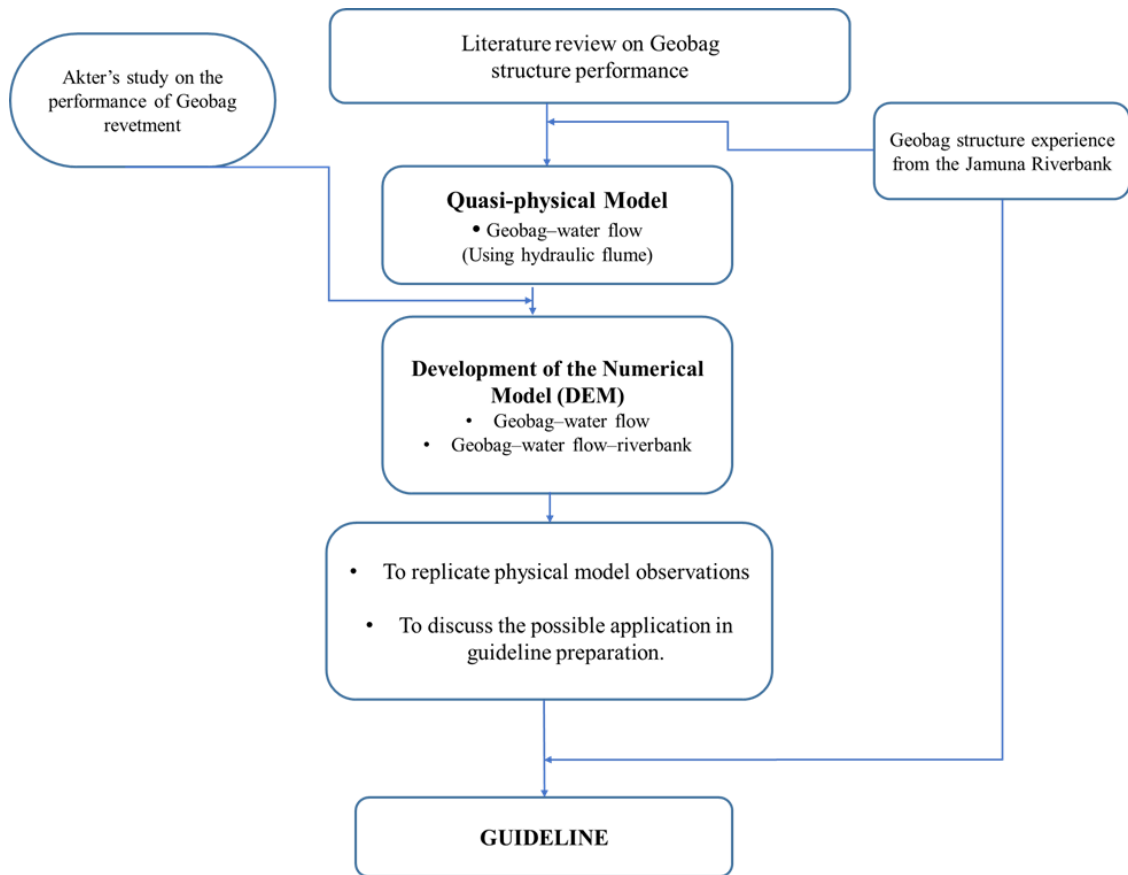 Literature review on Geobag
structure performance
Akter’s study on the
performance of Geobag
revetment
Geobag structure experience
from the Jamuna Riverbank
Quasi-physical Model
• Geobag–water flow
(Using hydraulic flume)
Development of the Numerical
Model (DEM)
• Geobag–water flow
• Geobag–water flow–riverbank
• To replicate physical model observations
• To discuss the possible application in
guideline preparation.
GUIDELINE